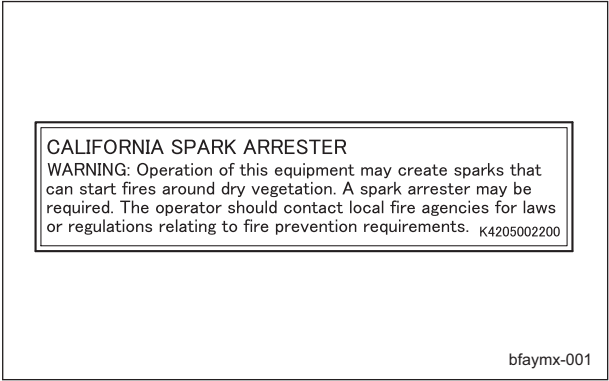 CALIFORNIA SPARK ARRESTER
WARNING: Operation of this equipment may create sparks that
can start fires around dry vegetation. A spark arrester may be
required. The operator should contact local fire agencies for laws
or regulations relating to fire prevention requirements. K4205002200
bfaymx-001